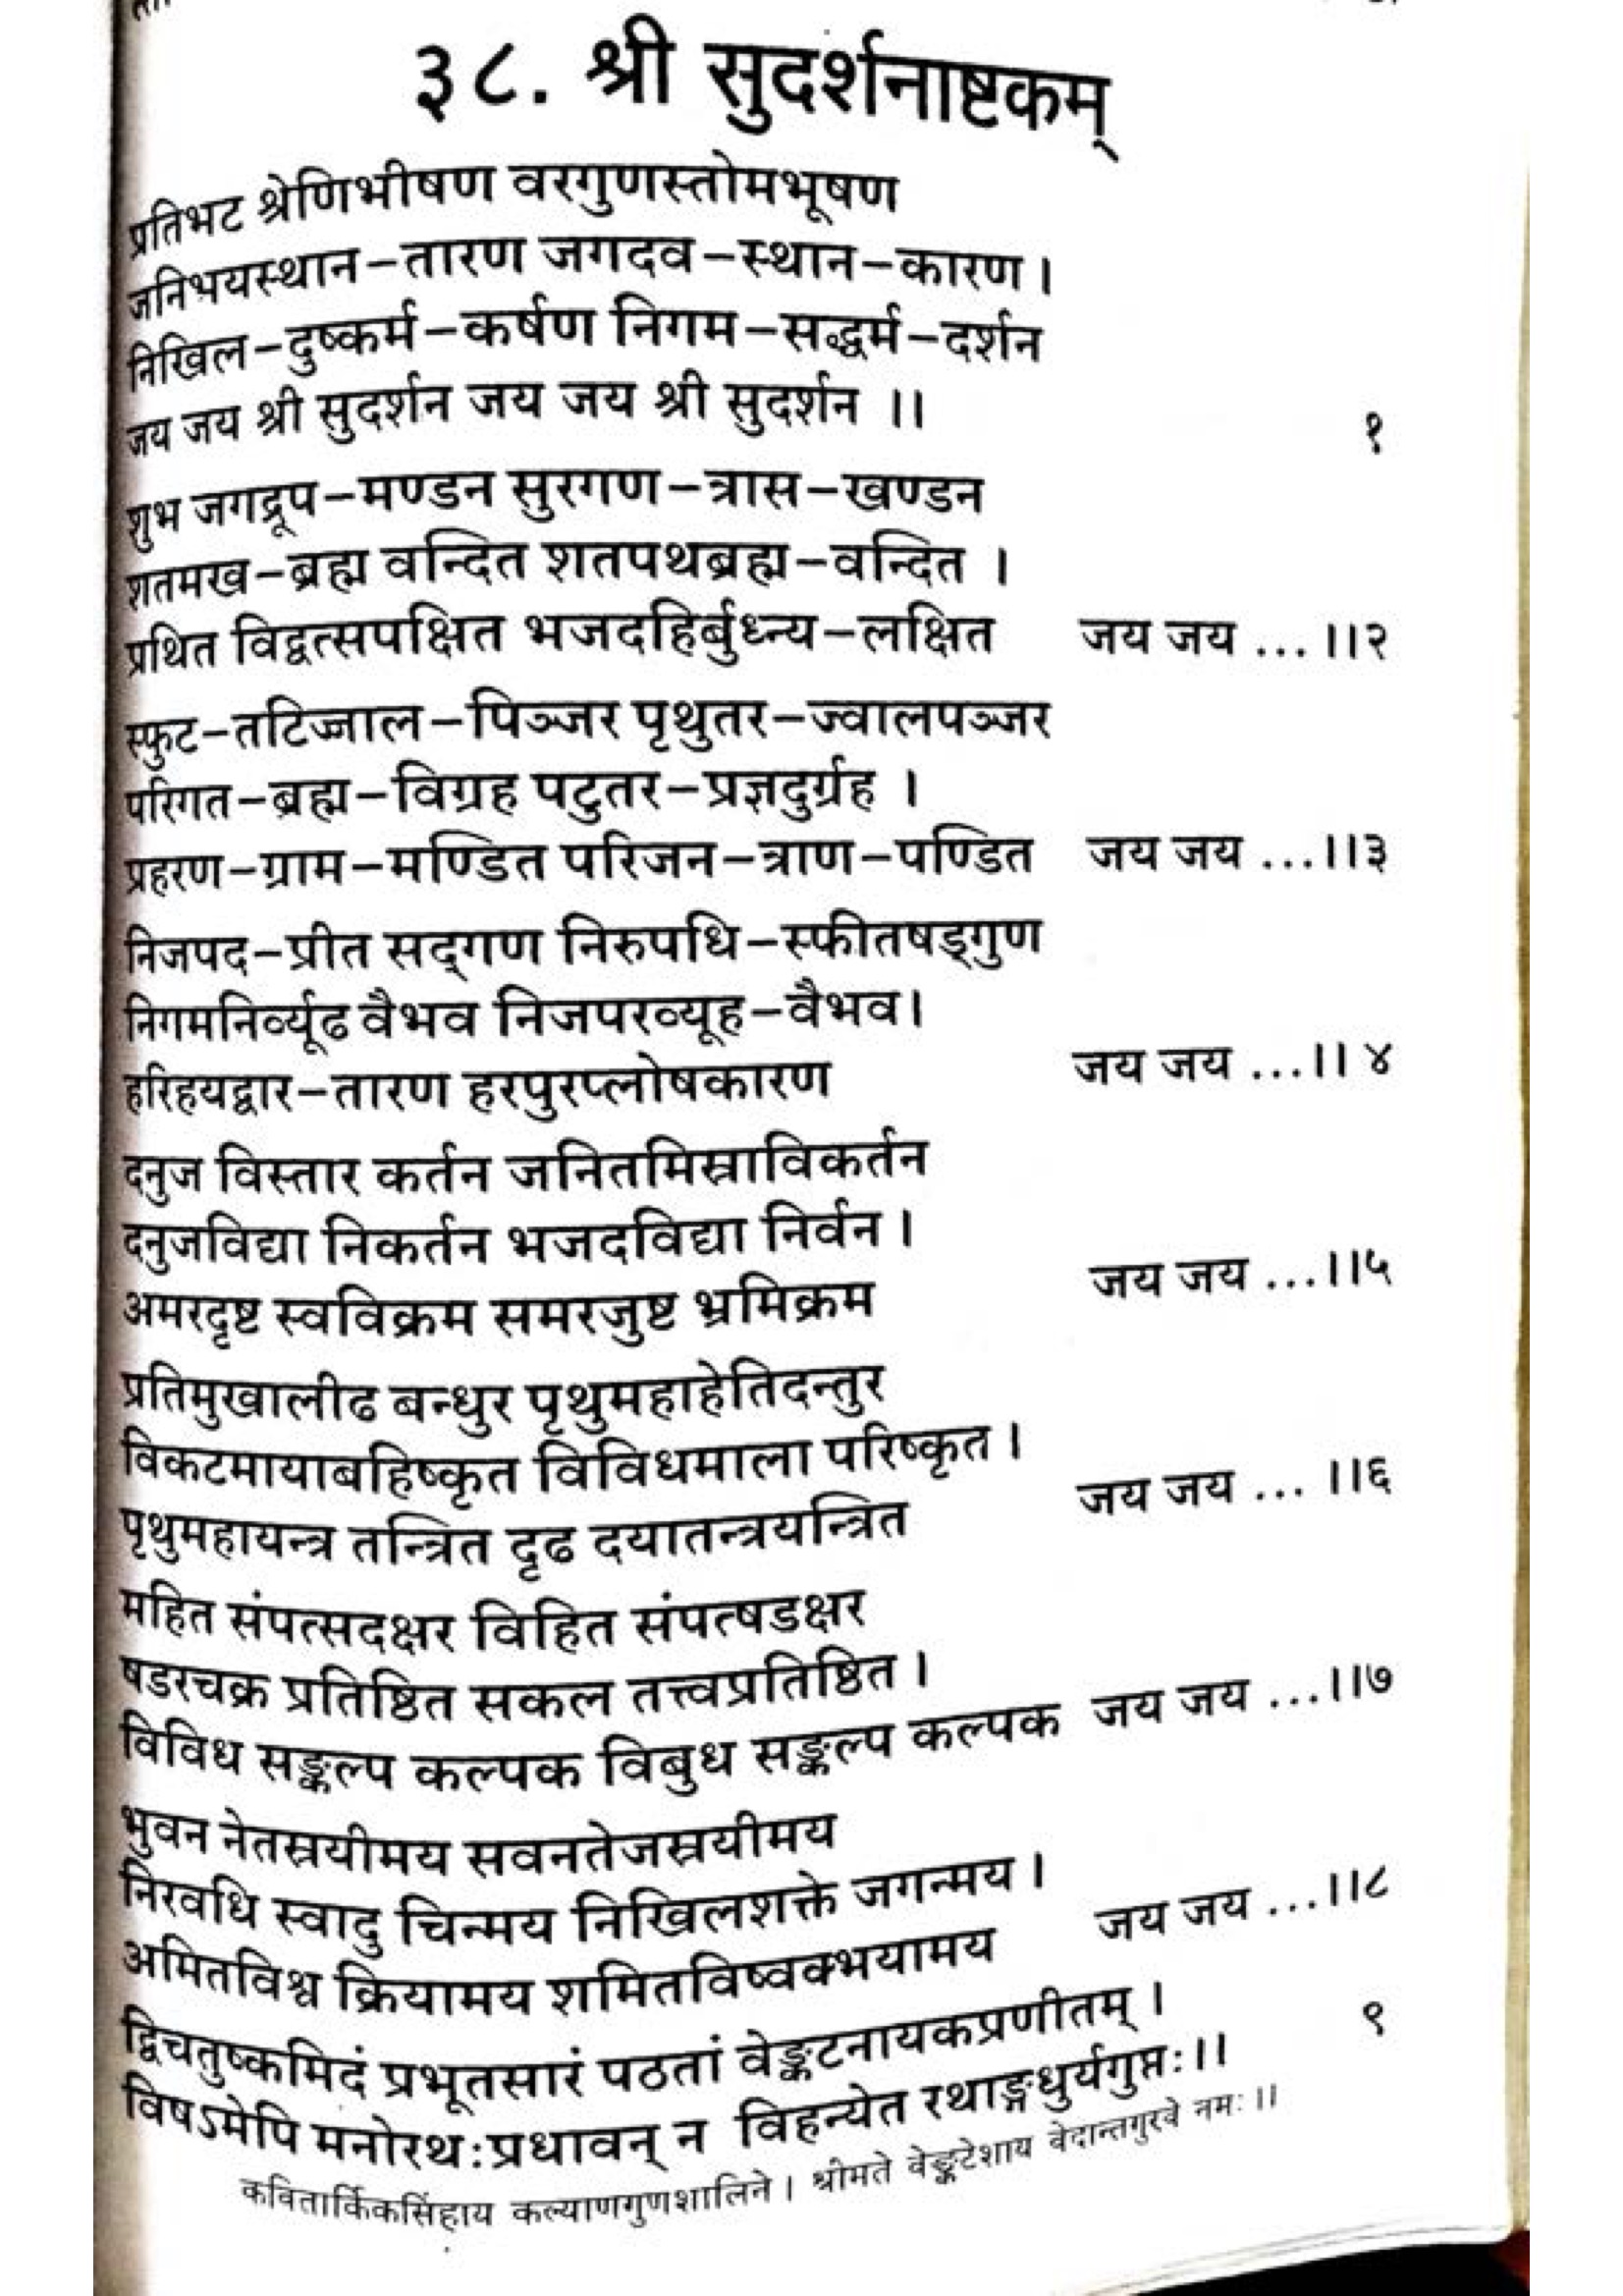 ३८. श्री सुदर्शनाष्टकम्
प्रतिभट श्रेणिभीषण वरगुणस्तोमभूषण
जनिभयस्थान–तारण जगदव–स्थान–कारण।
निखिल–दुष्कर्म–कर्षण निगम–सद्धर्म–दर्शन
जय जय श्री सुदर्शन जय जय श्री सुदर्शन ।। १
शुभ जगद्रूप–मण्डन सुरगण–त्रास–खण्डन
शतमख–ब्रह्म वन्दित शतपथब्रह्म–वन्दित ।
प्रथित विद्वत्सपक्षित भजदहिर्बुध्न्य–लक्षित जय जय ...।।२
स्फुट–तटिज्जाल–पिञ्जर पृथुतर–ज्वालपञ्जर
परिगत–ब्रह्म–विग्रह पटुतर–प्रज्ञदुर्ग्रह ।
प्रहरण–ग्राम–मण्डित परिजन–त्राण–पण्डित जय जय ...।।३
निजपद–प्रीत सद्‌गण निरुपधि–स्फीतषड्‌गुण
निगमनिर्व्यूढ वैभव निजपरव्यूह–वैभव।
हरिहयद्वार–तारण हरपुरप्लोषकारण जय जय ...।। ४
दनुज विस्तार कर्तन जनितमिस्राविकर्तन
दनुजविद्या निकर्तन भजदविद्या निर्वन।
अमरदृष्ट स्वविक्रम समरजुष्ट भ्रमिक्रम जय जय ...।।५
प्रतिमुखालीढ बन्धुर पृथुमहाहेतिदन्तुर
विकटमायाबहिष्कृत विविधमाला परिष्कृत।
पृथुमहायन्त्र तन्त्रित दृढ दयातन्त्रयन्त्रित जय जय ... ।।६
महित संपत्सदक्षर विहित संपत्षडक्षर
षडरचक्र प्रतिष्ठित सकल तत्त्वप्रतिष्ठित।
विविध सङ्कल्प कल्पक विबुध सङ्कल्प कल्पक जय जय ...।।७
भुवन नेतस्रयीमय सवनतेजस्रयीमय
निरवधि स्वादु चिन्मय निखिलशक्ते जगन्मय।
अमितविश्व क्रियामय शमितविष्वक्भयामय जय जय ...।।८
द्विचतुष्कमिदं प्रभूतसारं पठतां वेङ्कटनायकप्रणीतम्।
विषऽमेपि मनोरथःप्रधावन् न विहन्येत रथाङ्गधुर्यगुप्तः।। ९
कवितार्किकसिंहाय कल्याणगुणशालिने। श्रीमते वेङ्कटेशाय वेदान्तगुरवे नमः।।